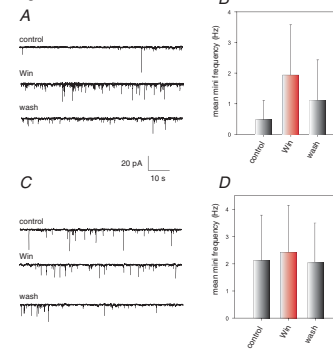 A
control
Win
wash
20 pA
10 s
mean mini frequency (Hz)
4
3
2
1
0
control
Win
wash
C
control
Win
wash
D
mean mini frequency (Hz)
4
3
2
1
0
control
Win
wash